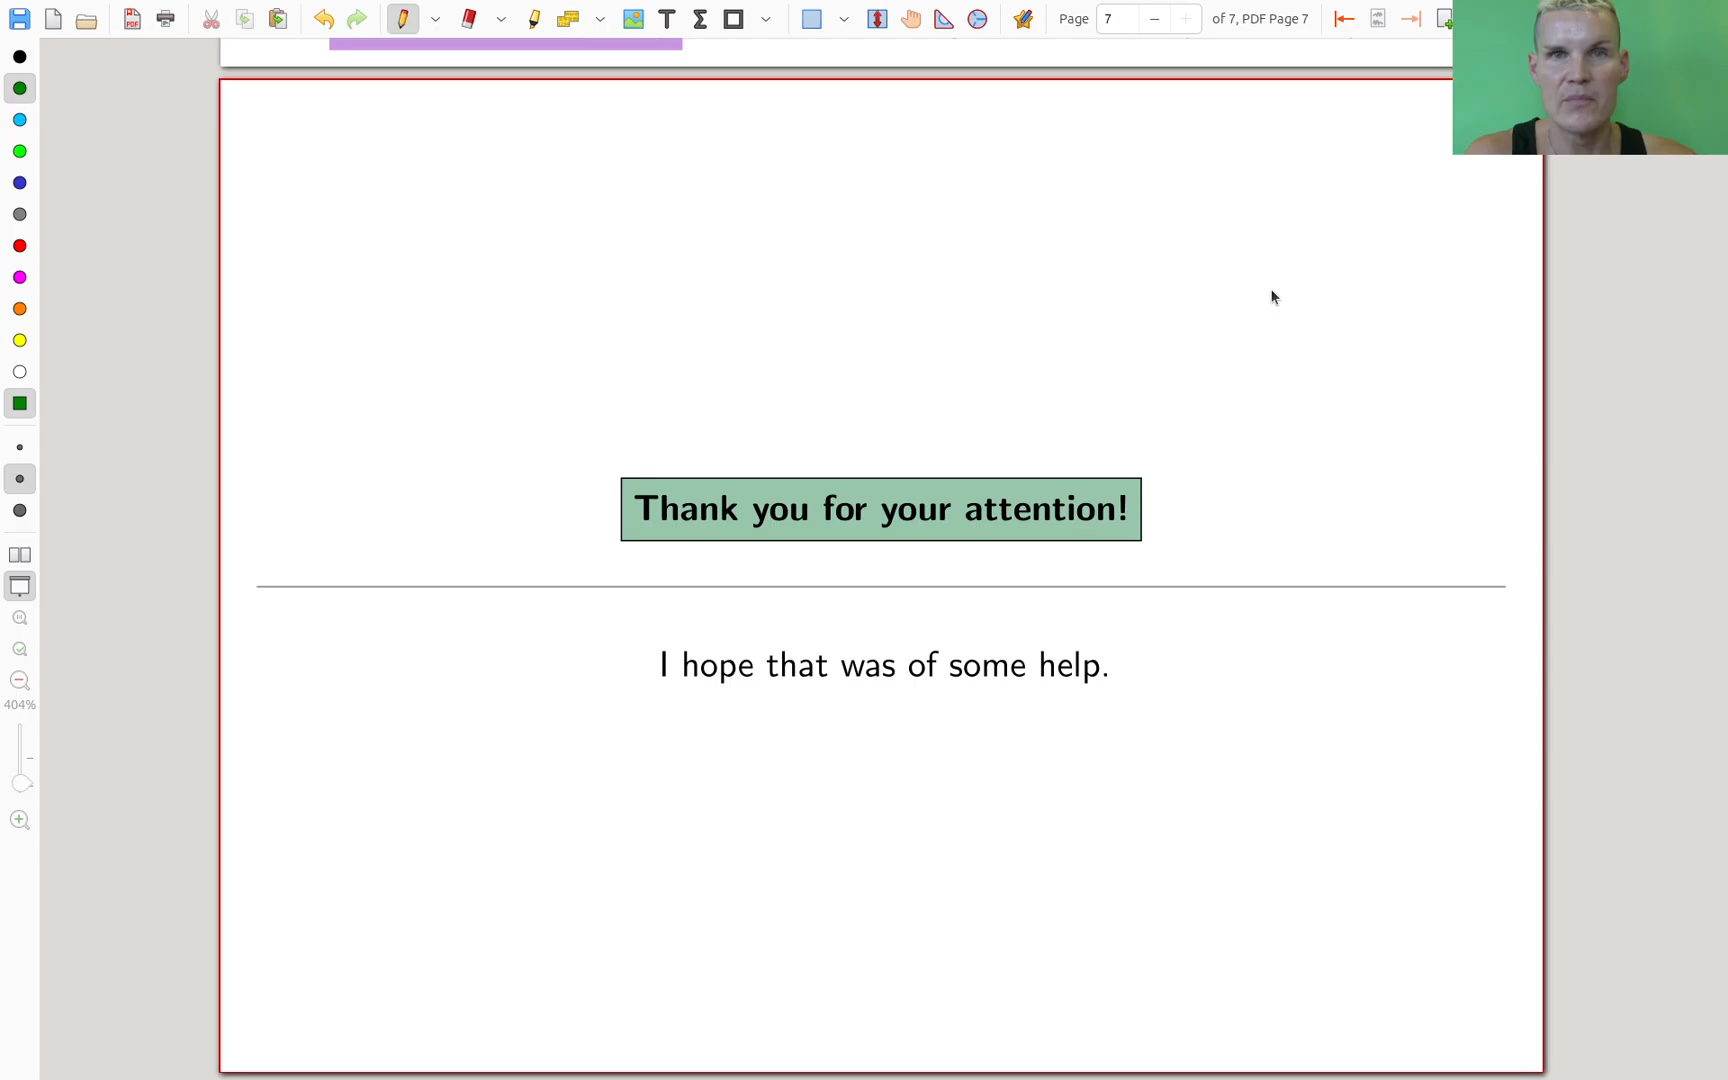 Page 7 of 7, PDF Page 7
Thank you for your attention!
I hope that was of some help.
404%